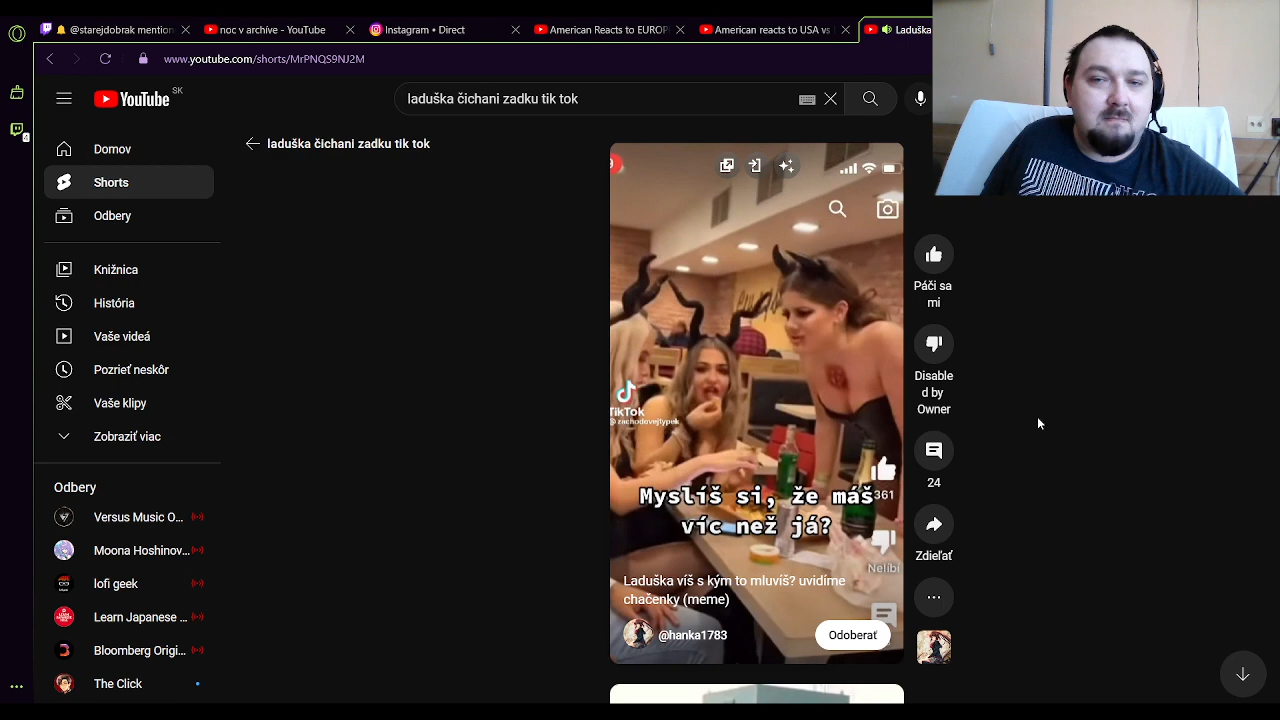 @starejdobrak mention
noc v archíve - YouTube
Instagram • Direct
American Reacts to EUROP
American reacts to USA vs
Laduška
www.youtube.com/shorts/MrPNQS9NJ2M
YouTube SK
laduška čichani zadku tik tok
laduška čichani zadku tik tok
Domov
Shorts
Odbery
Knižnica
História
Vaše videá
Pozrieť neskôr
Vaše klipy
Zobraziť viac
Odbery
Versus Music O...
Moona Hoshinov...
lofi geek
Learn Japanese ...
Bloomberg Origi...
The Click
TikTok
@zachodovejtypek
Myslíš si, že máš
víc než já?
361
Nelíbí
Laduška víš s kým to mluvíš? uvidíme
chačenky (meme)
@hanka1783
Odoberať
Páči sa
mi
Disable
d by
Owner
24
Zdieľať